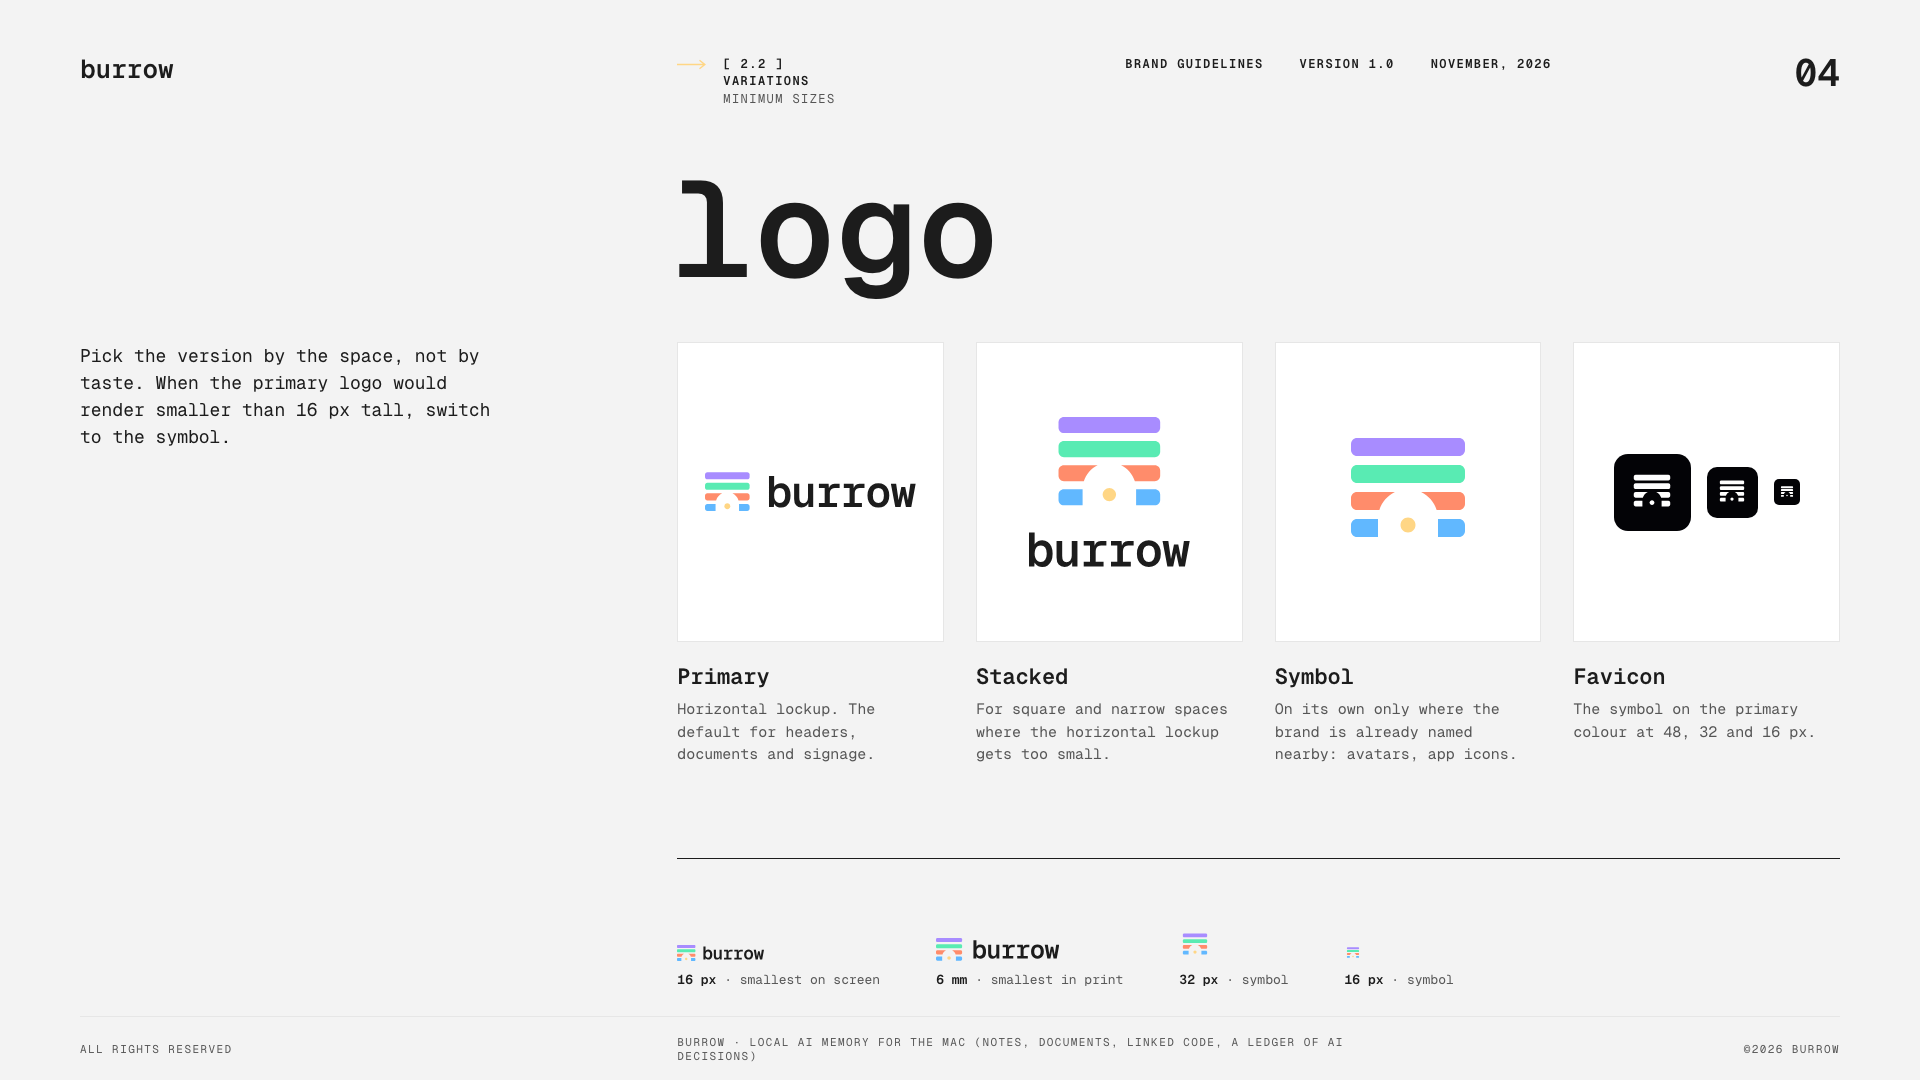 burrow
[ 2.2 ]
VARIATIONS
MINIMUM SIZES
BRAND GUIDELINES
VERSION 1.0
NOVEMBER, 2026
04
logo
Pick the version by the space, not by
taste. When the primary logo would
render smaller than 16 px tall, switch
to the symbol.
burrow
burrow
Primary
Horizontal lockup. The
default for headers,
documents and signage.
Stacked
For square and narrow spaces
where the horizontal lockup
gets too small.
Symbol
On its own only where the
brand is already named
nearby: avatars, app icons.
Favicon
The symbol on the primary
colour at 48, 32 and 16 px.
burrow
16 px · smallest on screen
burrow
6 mm · smallest in print
32 px · symbol
16 px · symbol
ALL RIGHTS RESERVED
BURROW · LOCAL AI MEMORY FOR THE MAC (NOTES, DOCUMENTS, LINKED CODE, A LEDGER OF AI
DECISIONS)
©2026 BURROW